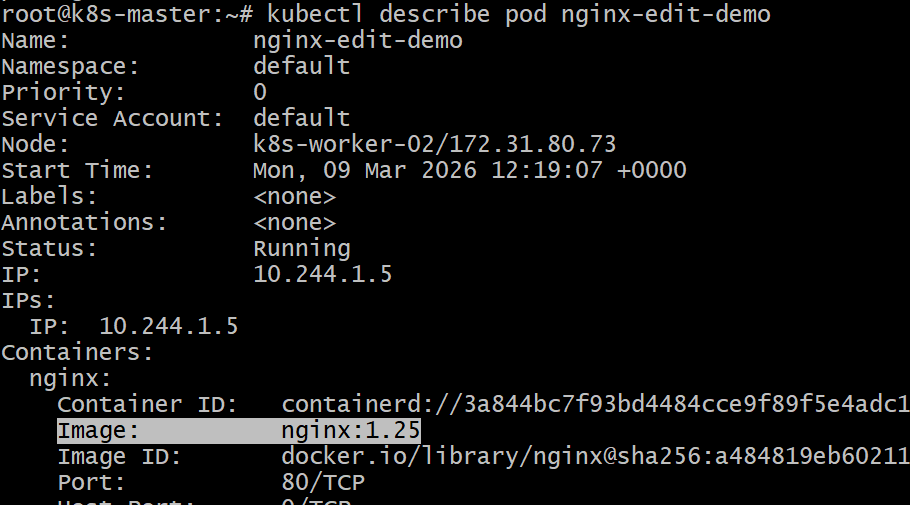 root@k8s-master:~# kubectl describe pod nginx-edit-demo
Name: nginx-edit-demo
Namespace: default
Priority: 0
Service Account: default
Node: k8s-worker-02/172.31.80.73
Start Time: Mon, 09 Mar 2026 12:19:07 +0000
Labels: <none>
Annotations: <none>
Status: Running
IP: 10.244.1.5
IPs:
IP: 10.244.1.5
Containers:
nginx:
Container ID: containerd://3a844bc7f93bd4484cce9f89f5e4adc1
Image: nginx:1.25
Image ID: docker.io/library/nginx@sha256:a484819eb60211
Port: 80/TCP
Host Port: 0/TCP